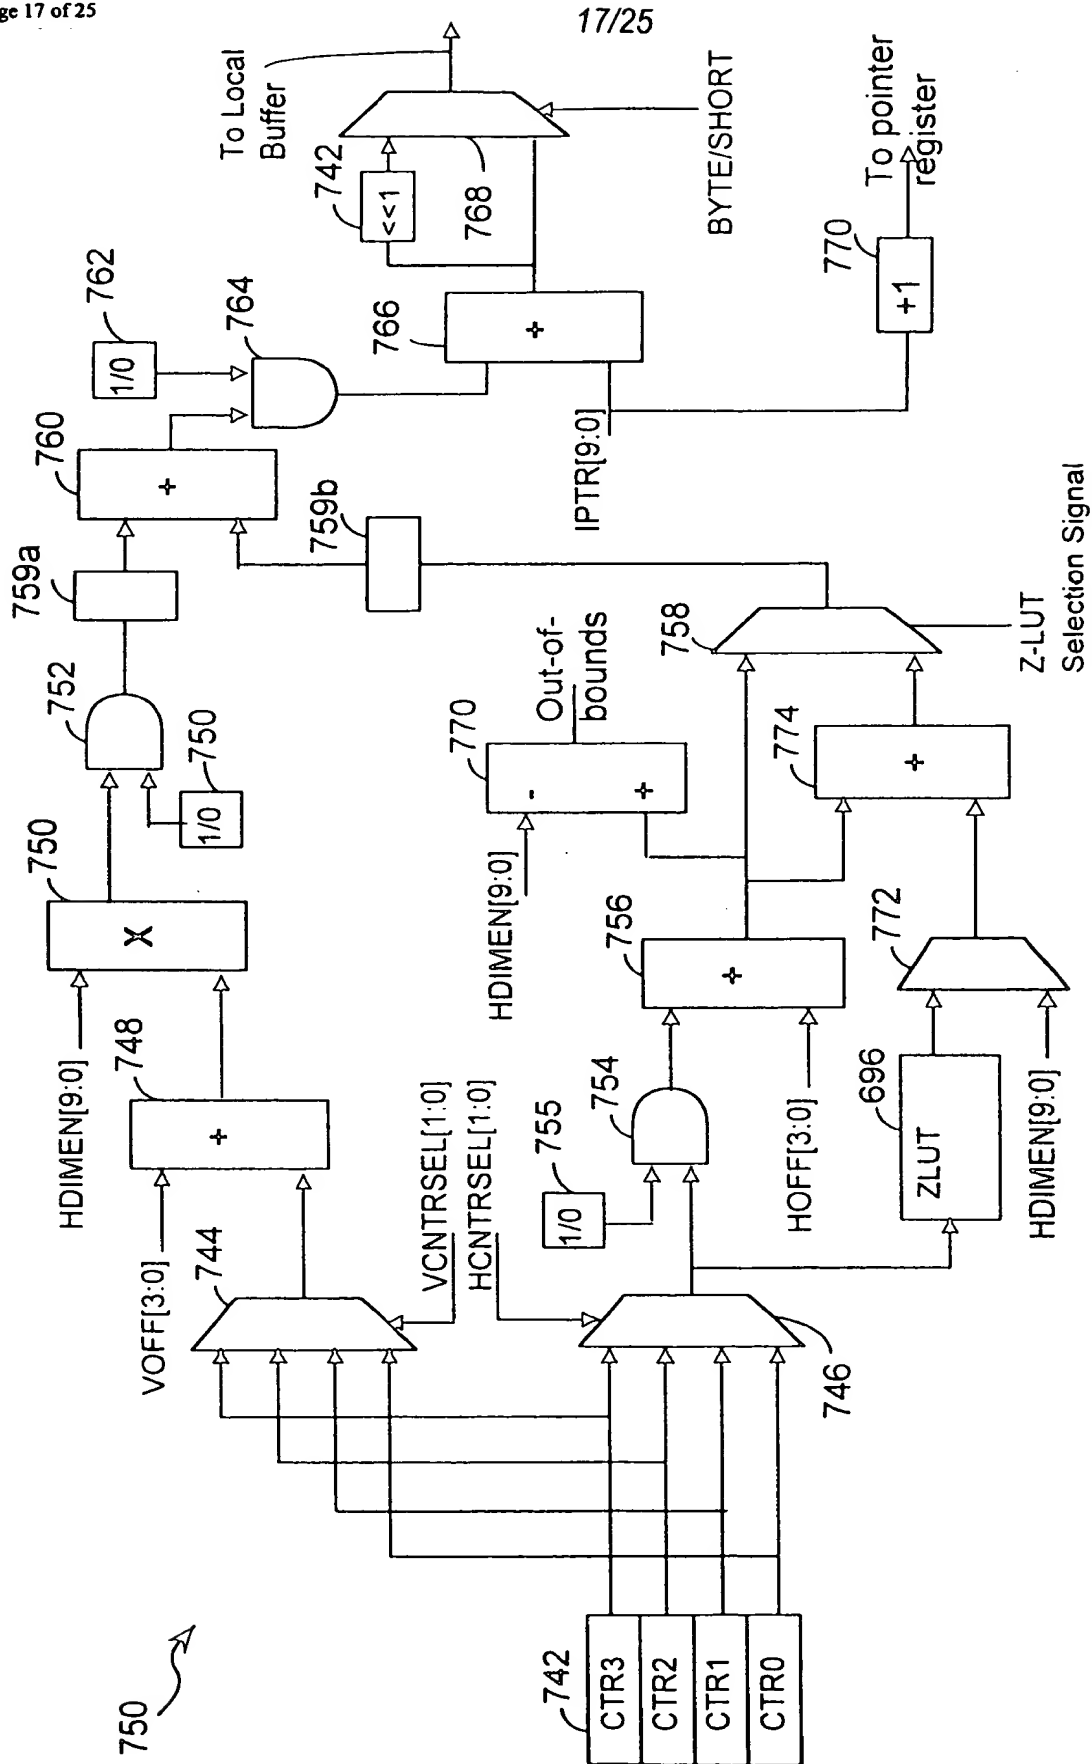 ge 17 of 25
17/25
To Local
Buffer
742
<<1
768
BYTE/SHORT
To pointer
register
770
+1
762
1/0
764
766
+
IPTR[9:0]
760
+
759a
759b
752
750
1/0
750
X
HDIMEN[9:0]
770
-
+
Out-of-
bounds
HDIMEN[9:0]
758
Z-LUT
Selection Signal
774
+
772
756
+
748
+
VOFF[3:0]
744
VCNTRSEL[1:0]
HCNTRSEL[1:0]
755
1/0
754
HOFF[3:0]
696
ZLUT
HDIMEN[9:0]
746
750
742
CTR3
CTR2
CTR1
CTR0